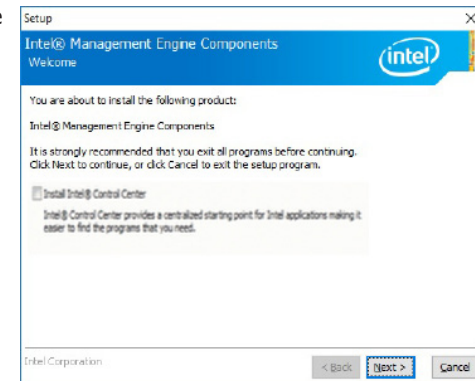 e
Setup
Intel® Management Engine Components
Welcome
intel
You are about to install the following product:
Intel® Management Engine Components
It is strongly recommended that you exit all programs before continuing.
Click Next to continue, or click Cancel to exit the setup program.
Install Intel® Control Center
Intel® Control Center provides a centralized starting point for Intel applications making it
easier to find the programs that you need.
Intel Corporation
< Back
Next >
Cancel